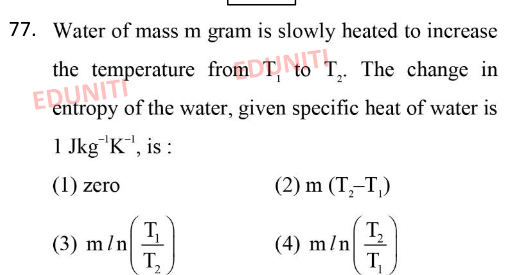 77. Water of mass m gram is slowly heated to increase
the temperature from T₁ to T₂. The change in
entropy of the water, given specific heat of water is
1 Jkg⁻¹K⁻¹, is :
(1) zero (2) m (T₂–T₁)
(3) m ln(T₁/T₂) (4) m ln(T₂/T₁)
EDUNITI
EDUNITI